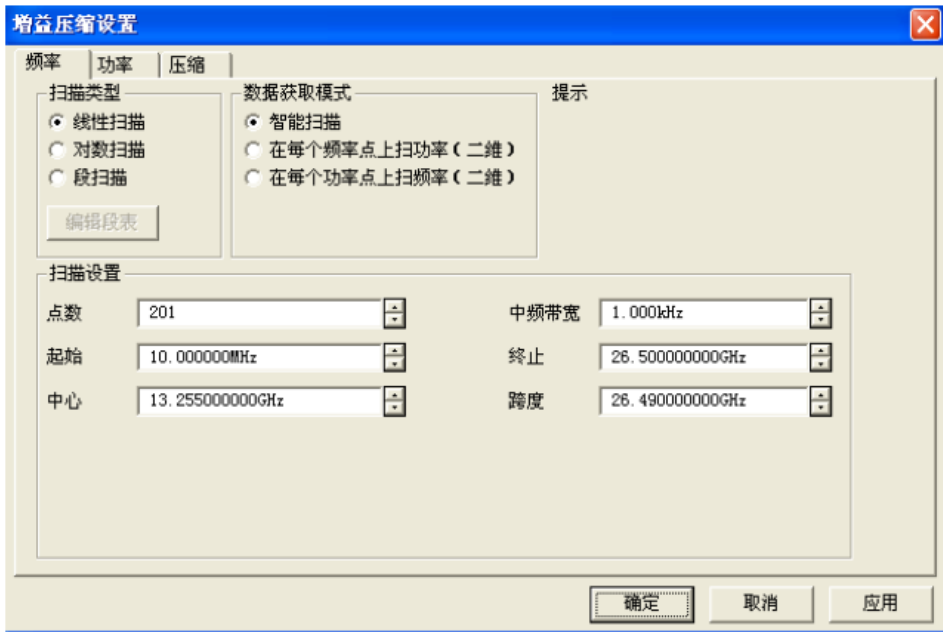 增益压缩设置
频率 功率 压缩
扫描类型 数据获取模式 提示
线性扫描 智能扫描
对数扫描 在每个频率点上扫功率(二维)
段扫描 在每个功率点上扫频率(二维)
编辑段表
扫描设置
点数 201 中频带宽 1.000kHz
起始 10.000000MHz 终止 26.500000000GHz
中心 13.255000000GHz 跨度 26.490000000GHz
确定 取消 应用